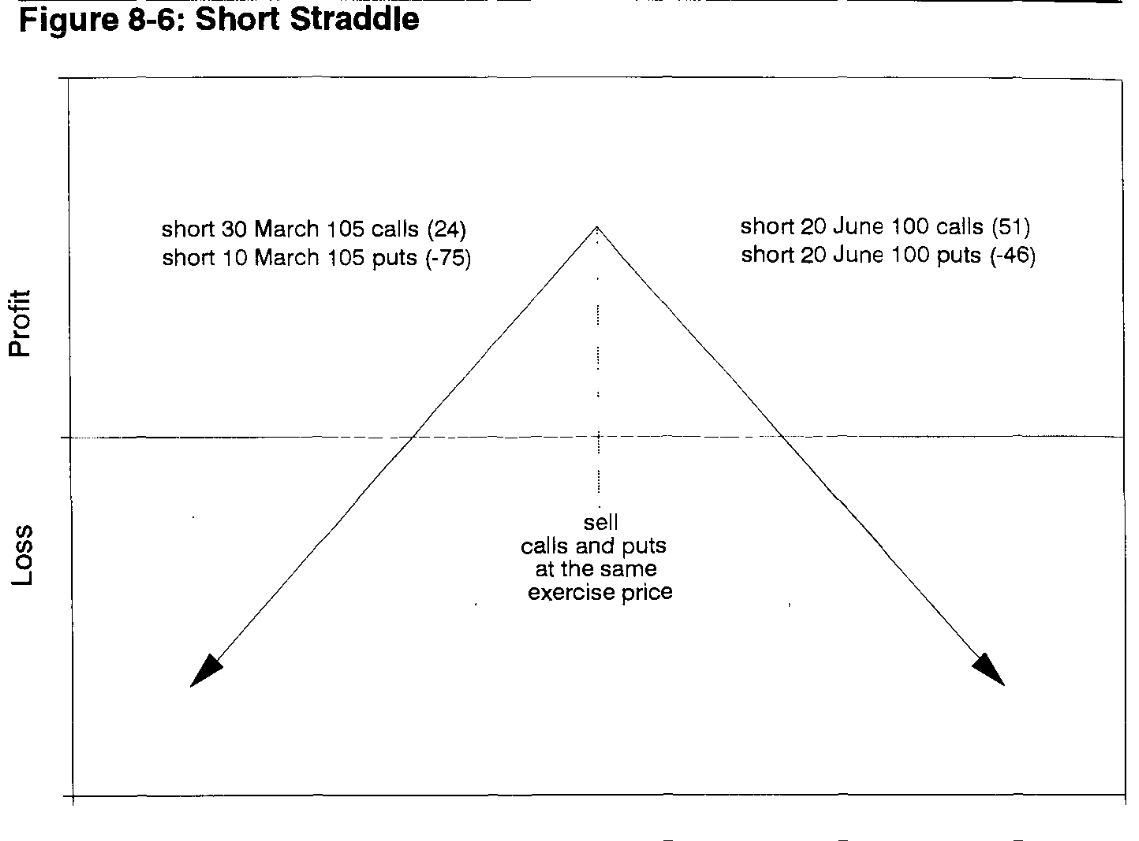 Figure 8-6: Short Straddle
short 30 March 105 calls (24)
short 10 March 105 puts (-75)
short 20 June 100 calls (51)
short 20 June 100 puts (-46)
Profit
Loss
sell
calls and puts
at the same
exercise price